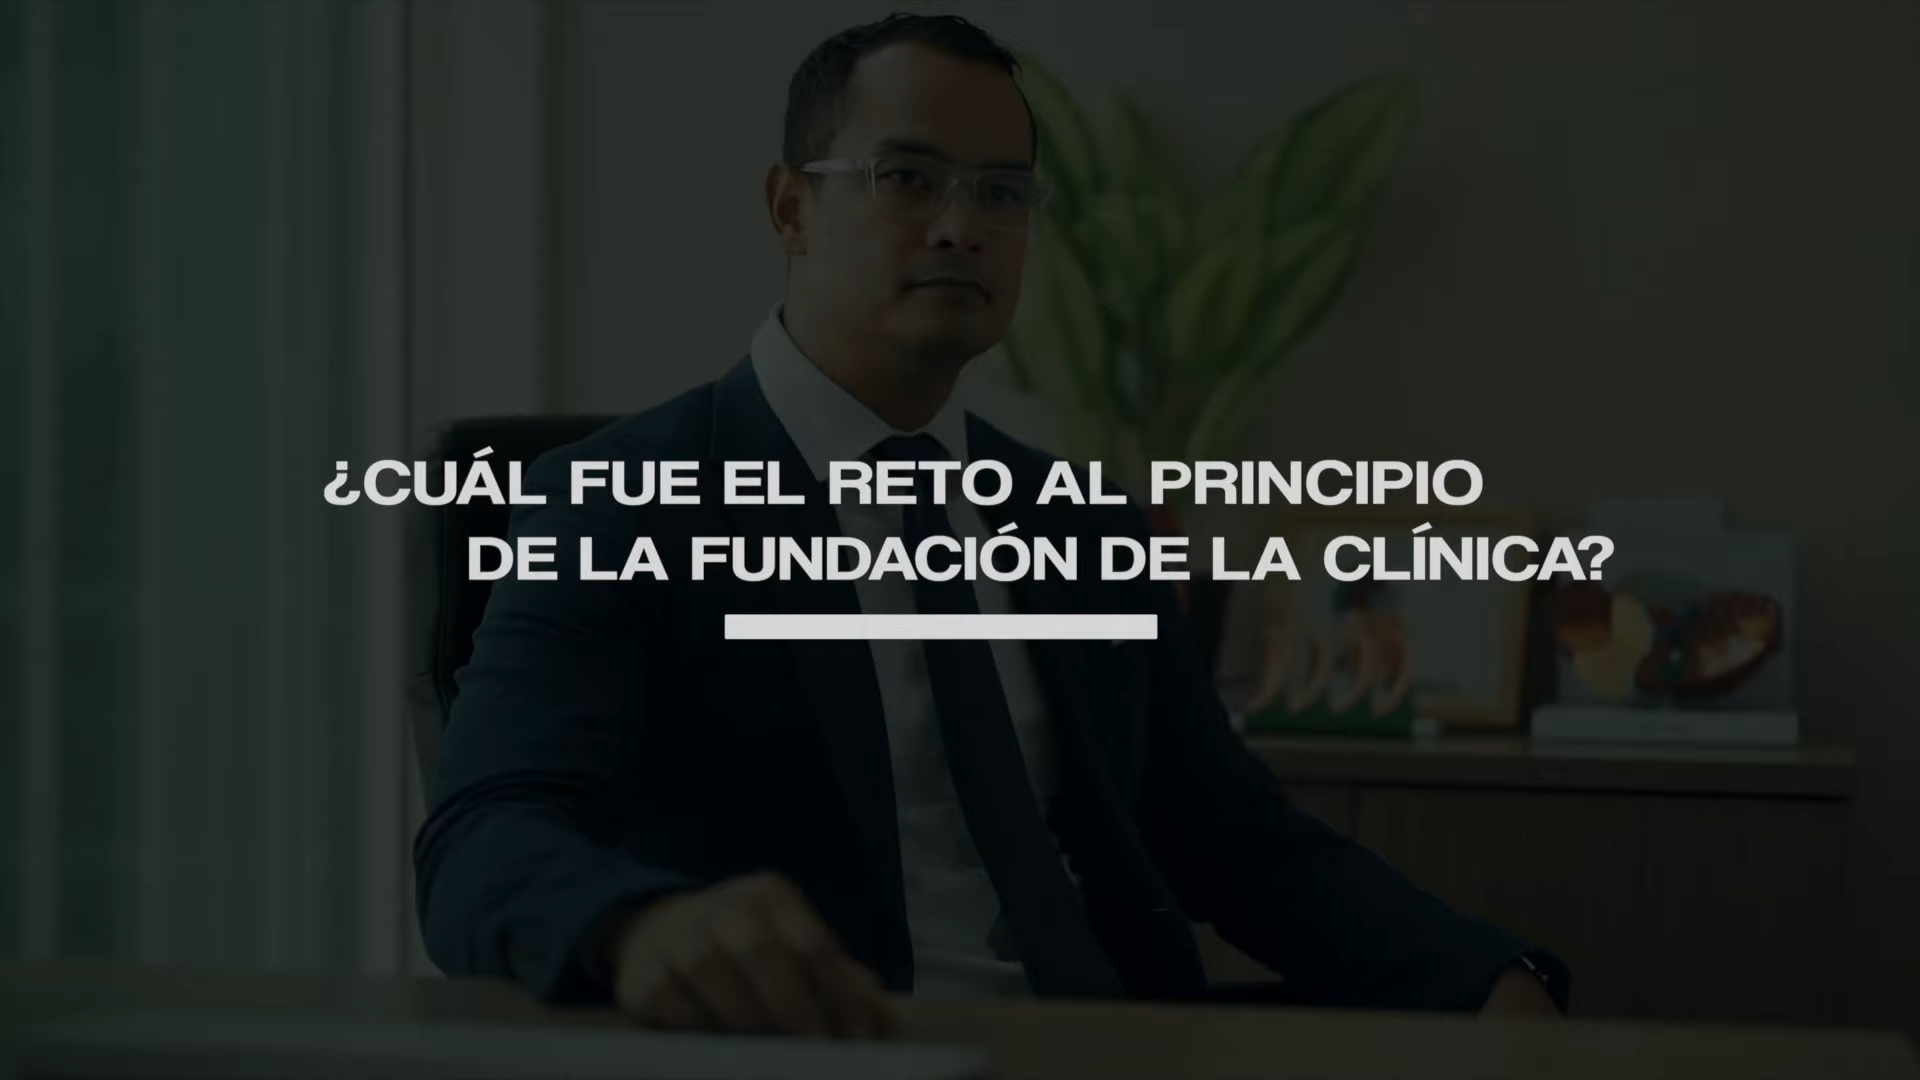 ¿CUÁL FUE EL RETO AL PRINCIPIO
DE LA FUNDACIÓN DE LA CLÍNICA?